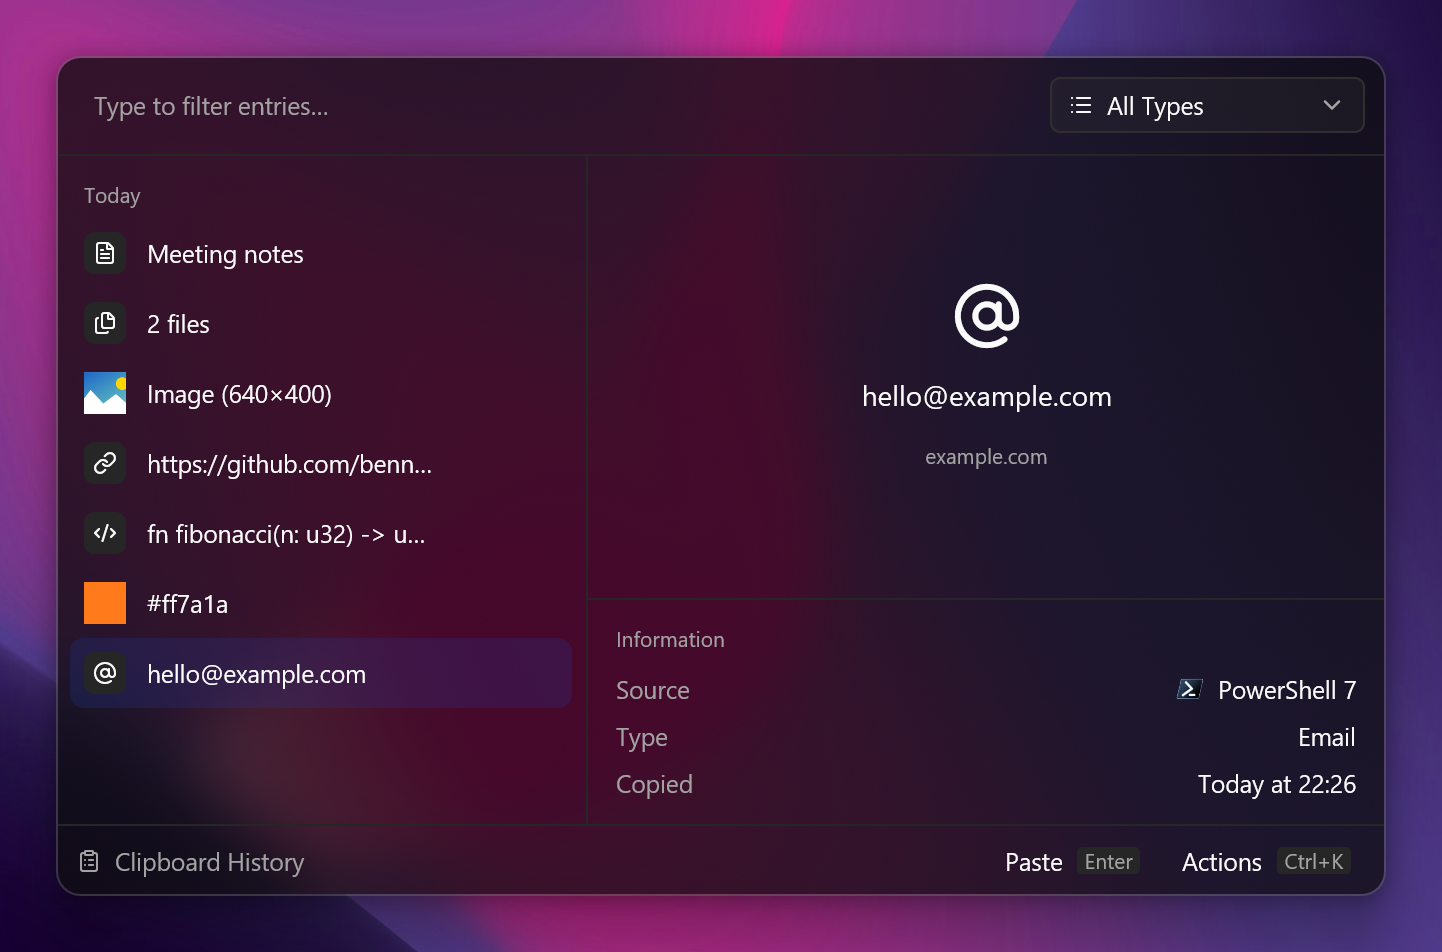 Type to filter entries...
All Types
Today
Meeting notes
2 files
Image (640×400)
https://github.com/benn...
fn fibonacci(n: u32) -> u...
#ff7a1a
hello@example.com
hello@example.com
example.com
Information
Source PowerShell 7
Type Email
Copied Today at 22:26
Clipboard History
Paste Enter Actions Ctrl+K